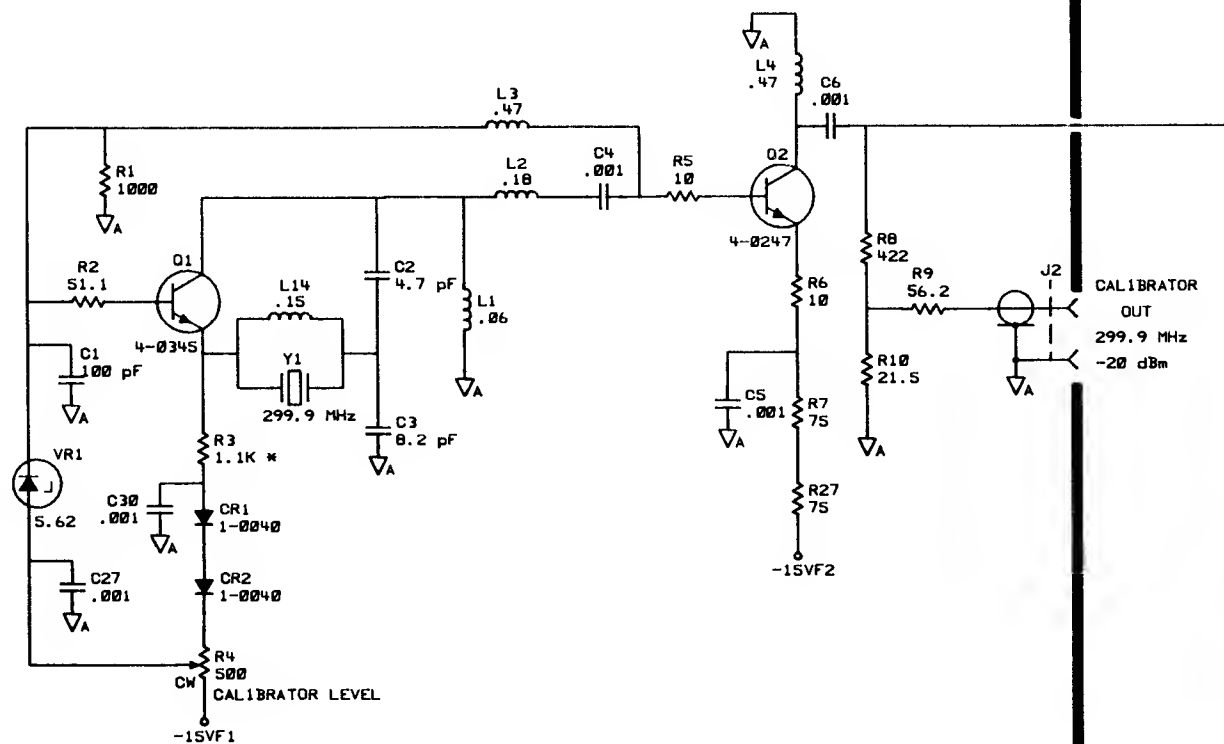 A
L4
.47
C6
.001
L3
.47
R1
1000
A
L2
.18
C4
.001
R5
10
Q2
4-0247
R2
51.1
Q1
4-0345
L14
.15
Y1
299.9 MHz
C2
4.7 pF
L1
.06
A
C1
100 pF
A
R3
1.1K *
C3
8.2 pF
A
R6
10
C5
.001
A
R7
75
R27
75
-15VF2
R8
422
R9
56.2
R10
21.5
A
J2
A
CALIBRATOR
OUT
299.9 MHz
-20 dBm
VR1
5.62
C30
.001
A
CR1
1-0040
C27
.001
A
CR2
1-0040
R4
500
CW
CALIBRATOR LEVEL
-15VF1